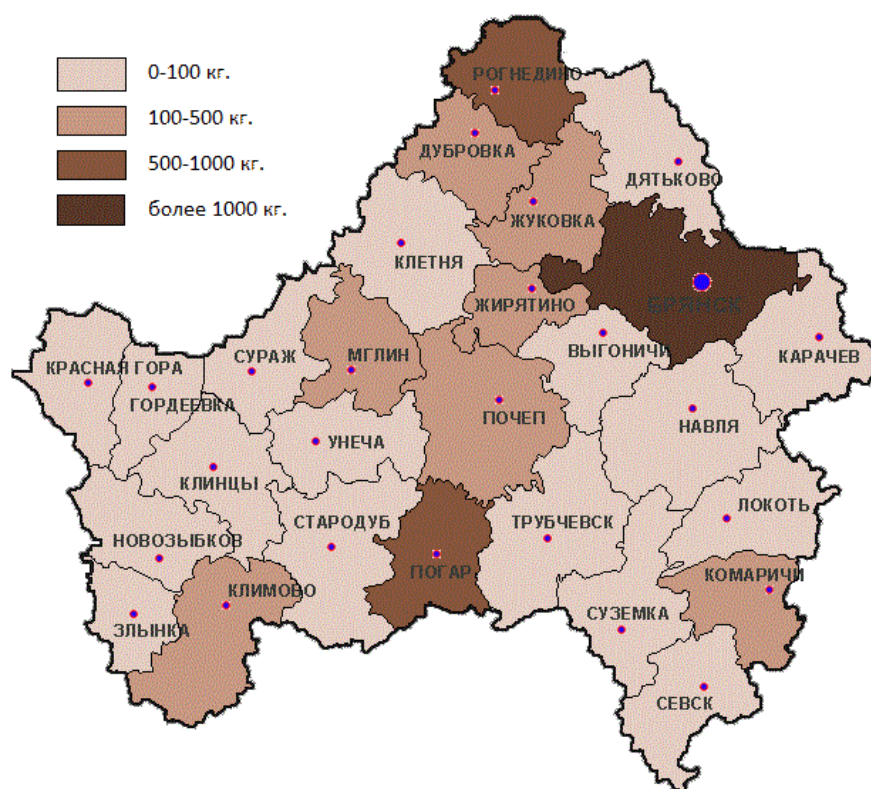 0-100 кг.
100-500 кг.
500-1000 кг.
более 1000 кг.
РОГНЕДИНО
ДУБРОВКА
ДЯТЬКОВО
ЖУКОВКА
КЛЕТНЯ
ЖИРЯТИНО
БРЯНСК
КРАСНАЯ ГОРА
СУРАЖ
МГЛИН
ВЫГОНИЧИ
КАРАЧЕВ
ГОРДЕЕВКА
ПОЧЕП
НАВЛЯ
УНЕЧА
КЛИНЦЫ
НОВОЗЫБКОВ
СТАРОДУБ
ТРУБЧЕВСК
ЛОКОТЬ
ПОГАР
КОМАРИЧИ
КЛИМОВО
ЗЛЫНКА
СУЗЕМКА
СЕВСК